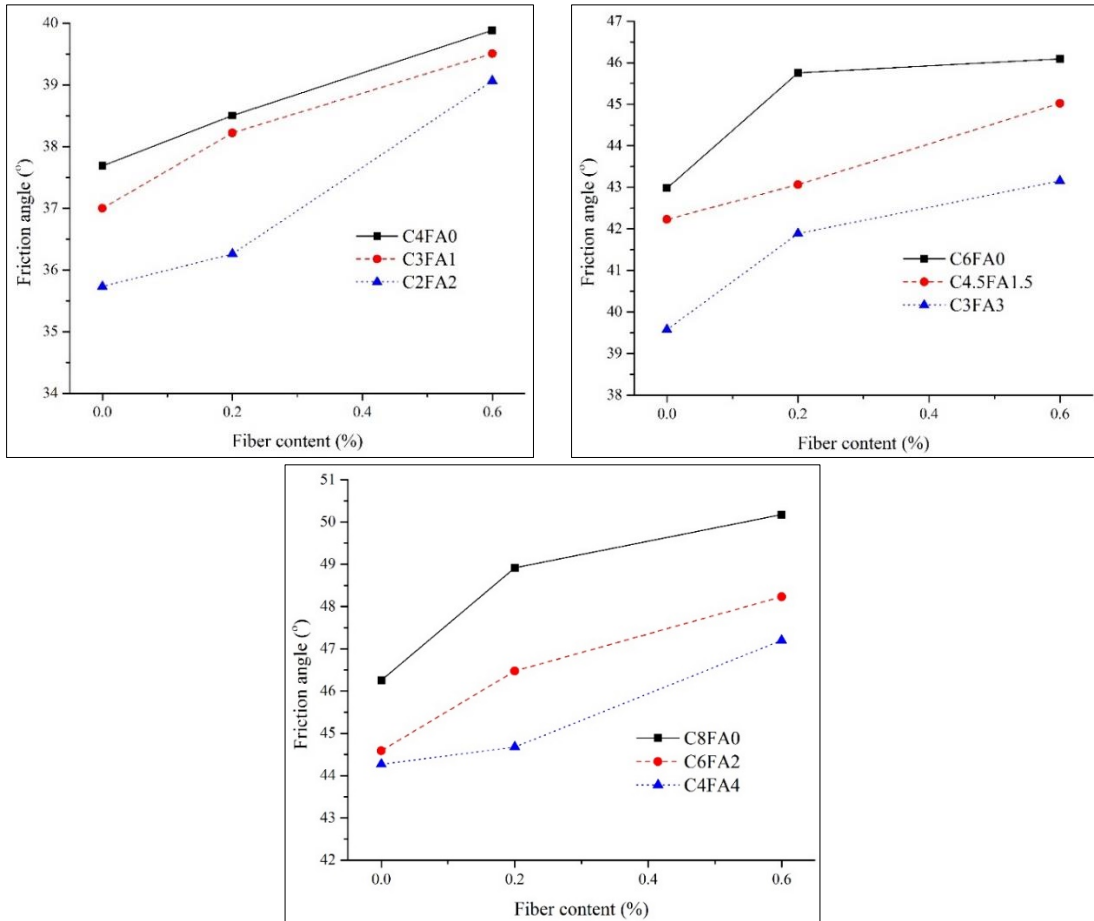 40
39
38
37
36
35
34
Friction angle (°)
C4FA0
C3FA1
C2FA2
0.0
0.2
0.4
0.6
Fiber content (%)
47
46
45
44
43
42
41
40
39
38
Friction angle (°)
C6FA0
C4.5FA1.5
C3FA3
0.0
0.2
0.4
0.6
Fiber content (%)
51
50
49
48
47
46
45
44
43
42
Friction angle (°)
C8FA0
C6FA2
C4FA4
0.0
0.2
0.4
0.6
Fiber content (%)